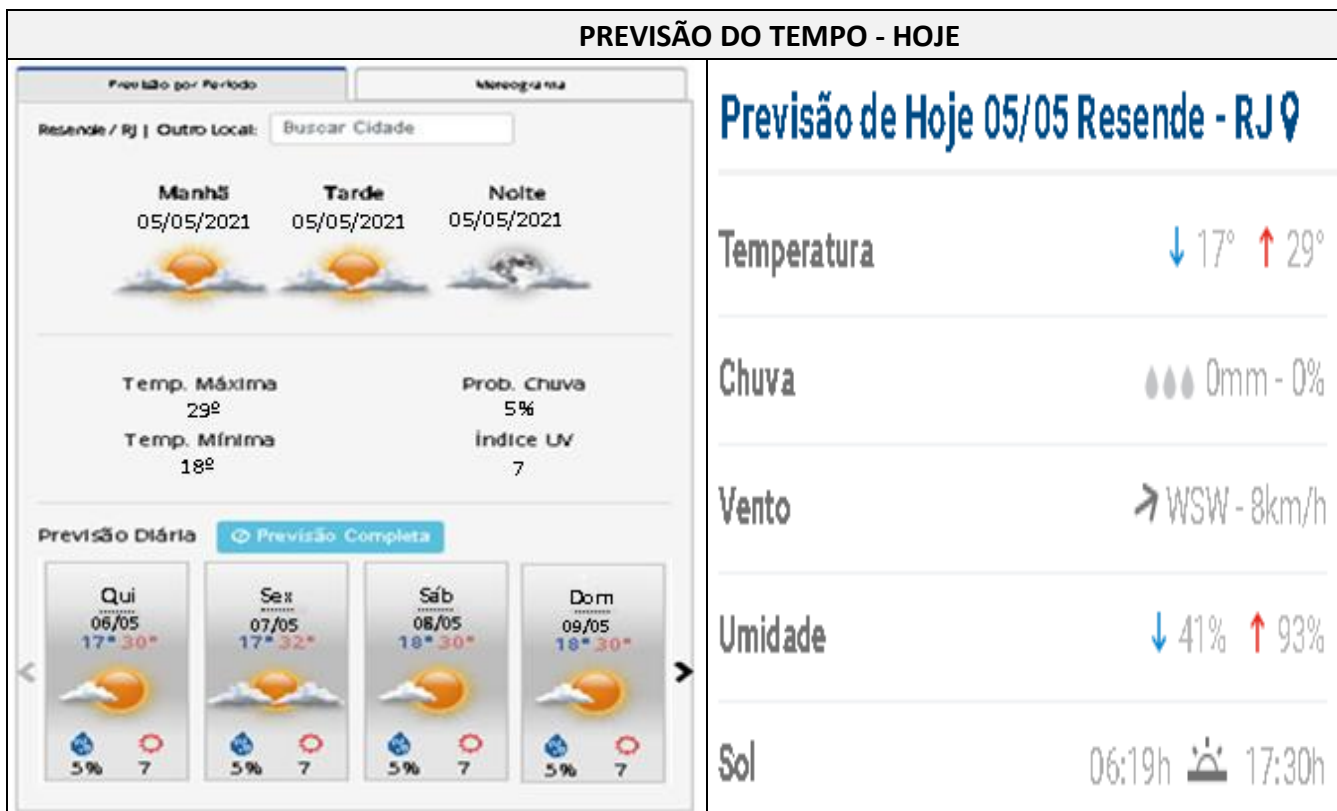 PREVISÃO DO TEMPO - HOJE
Previsão por Período
Meteograma
Resende / RJ | Outro Local: Buscar Cidade
Manhã Tarde Noite
05/05/2021 05/05/2021 05/05/2021
Temp. Máxima Prob. Chuva
29º 5%
Temp. Mínima Índice UV
18º 7
Previsão Diária Previsão Completa
Qui Sex Sáb Dom
06/05 07/05 08/05 09/05
17° 30° 17° 32° 18° 30° 18° 30°
5% 7 5% 7 5% 7 5% 7
Previsão de Hoje 05/05 Resende - RJ
Temperatura ↓ 17° ↑ 29°
Chuva 0mm - 0%
Vento WSW - 8km/h
Umidade ↓ 41% ↑ 93%
Sol 06:19h 17:30h